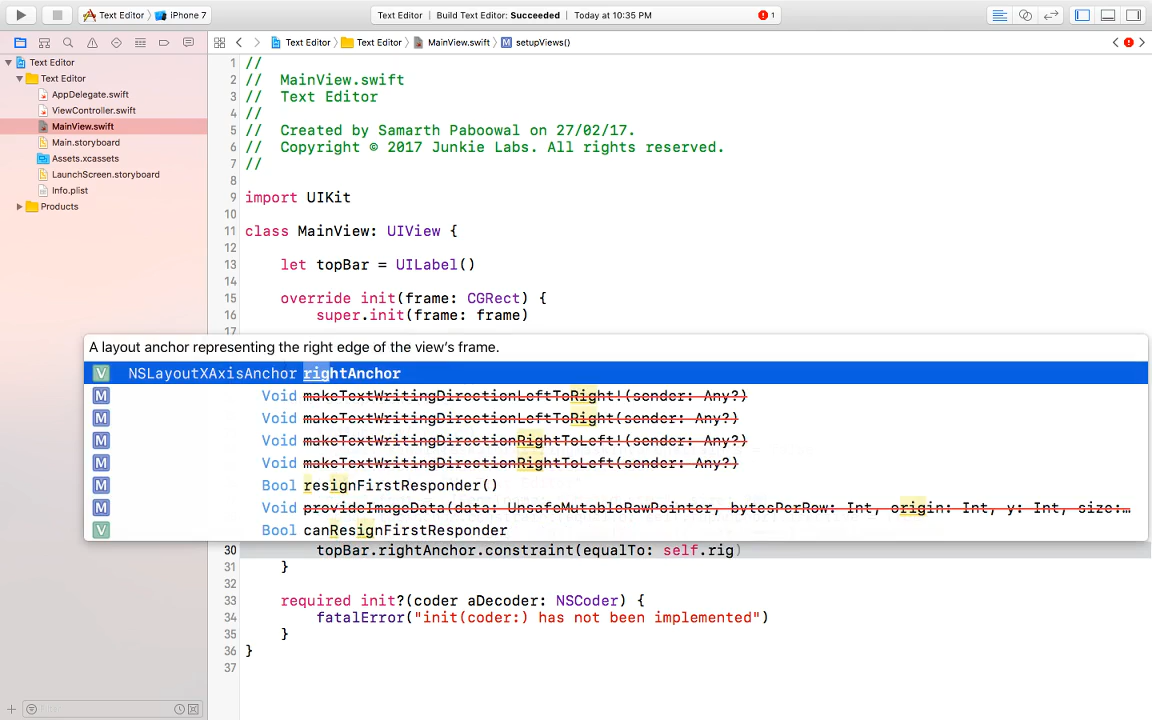 Text Editor iPhone 7
Text Editor | Build Text Editor: Succeeded | Today at 10:35 PM 1
Text Editor
Text Editor
AppDelegate.swift
ViewController.swift
MainView.swift
Main.storyboard
Assets.xcassets
LaunchScreen.storyboard
Info.plist
Products
Text Editor Text Editor MainView.swift M setupViews()
1 //
2 // MainView.swift
3 // Text Editor
4 //
5 // Created by Samarth Paboowal on 27/02/17.
6 // Copyright © 2017 Junkie Labs. All rights reserved.
7 //
8
9 import UIKit
10
11 class MainView: UIView {
12
13 let topBar = UILabel()
14
15 override init(frame: CGRect) {
16 super.init(frame: frame)
17
A layout anchor representing the right edge of the view's frame.
V NSLayoutXAxisAnchor rightAnchor
M Void makeTextWritingDirectionLeftToRight!(sender: Any?)
M Void makeTextWritingDirectionLeftToRight(sender: Any?)
M Void makeTextWritingDirectionRightToLeft!(sender: Any?)
M Void makeTextWritingDirectionRightToLeft(sender: Any?)
M Bool resignFirstResponder()
M Void provideImageData(data: UnsafeMutableRawPointer, bytesPerRow: Int, origin: Int, y: Int, size:…
V Bool canResignFirstResponder
30 topBar.rightAnchor.constraint(equalTo: self.rig)
31 }
32
33 required init?(coder aDecoder: NSCoder) {
34 fatalError("init(coder:) has not been implemented")
35 }
36 }
37
Filter